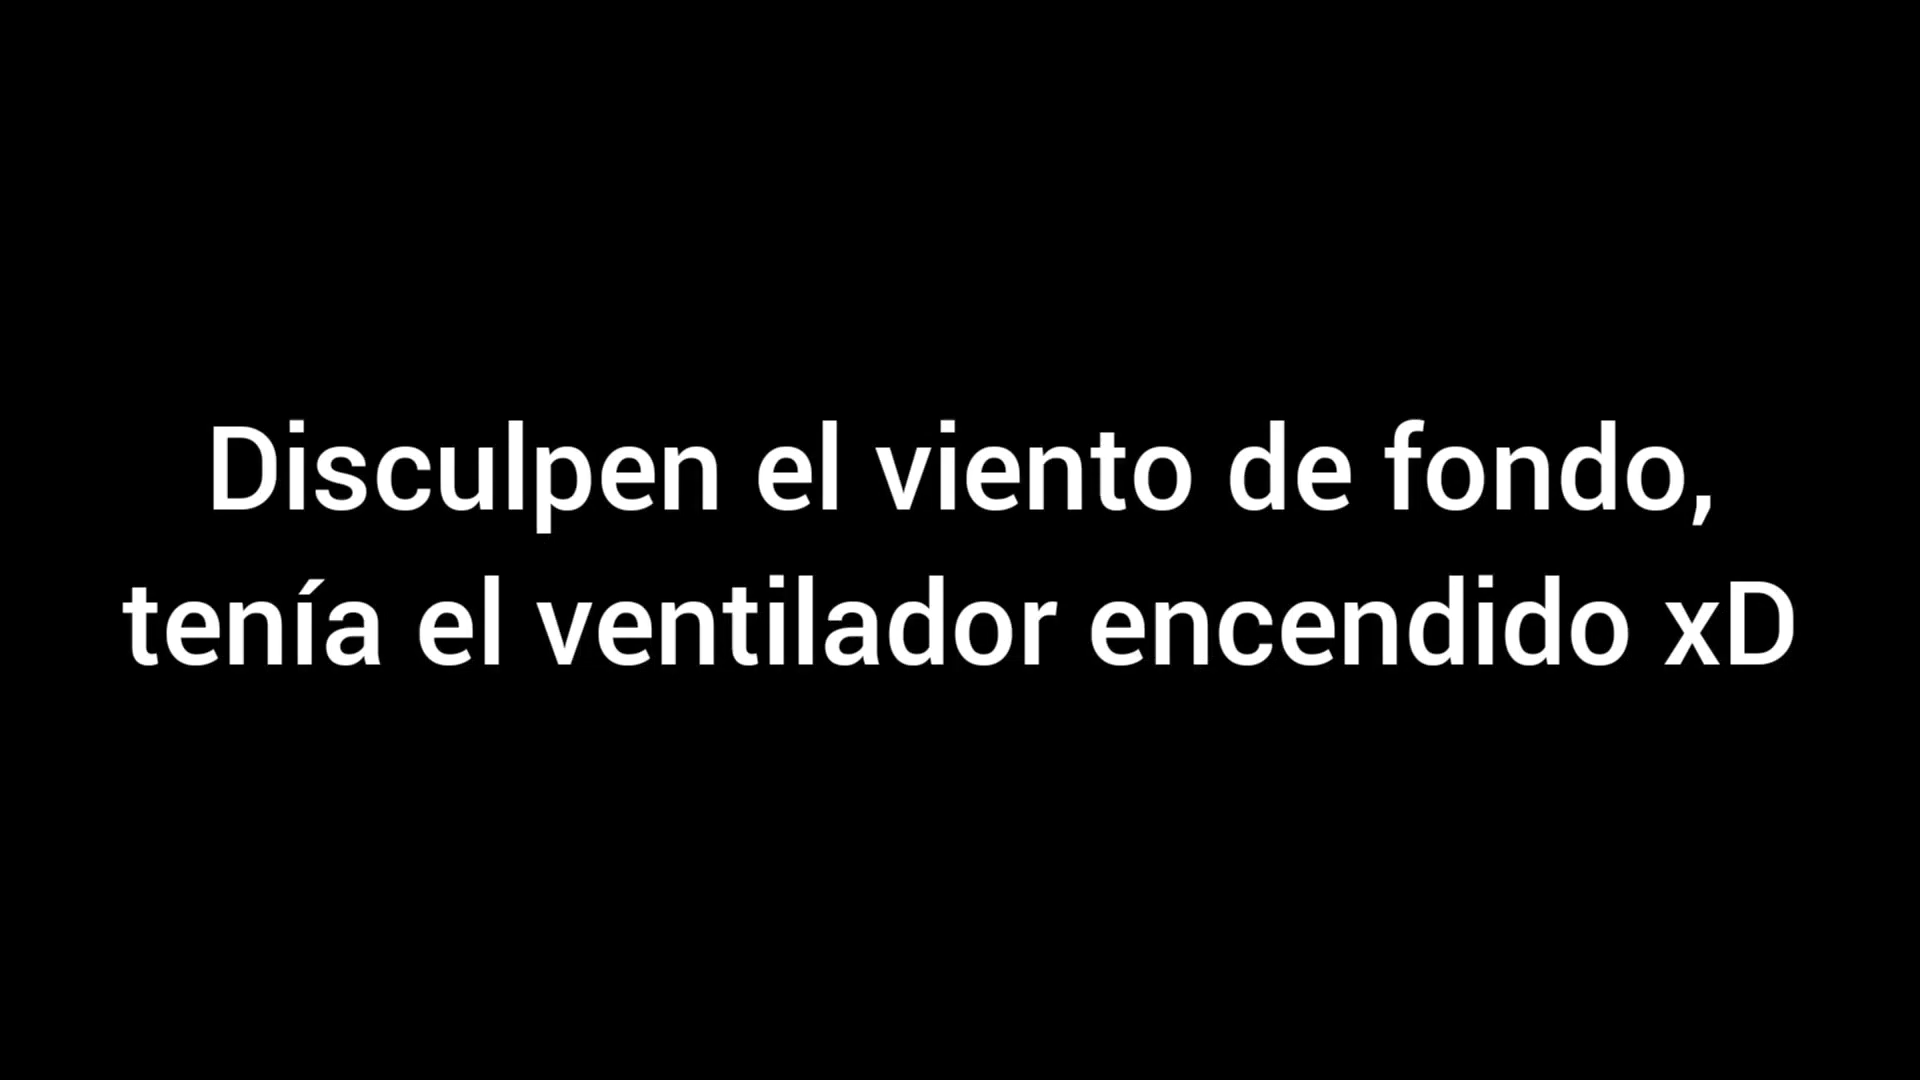 Disculpen el viento de fondo,
tenía el ventilador encendido xD